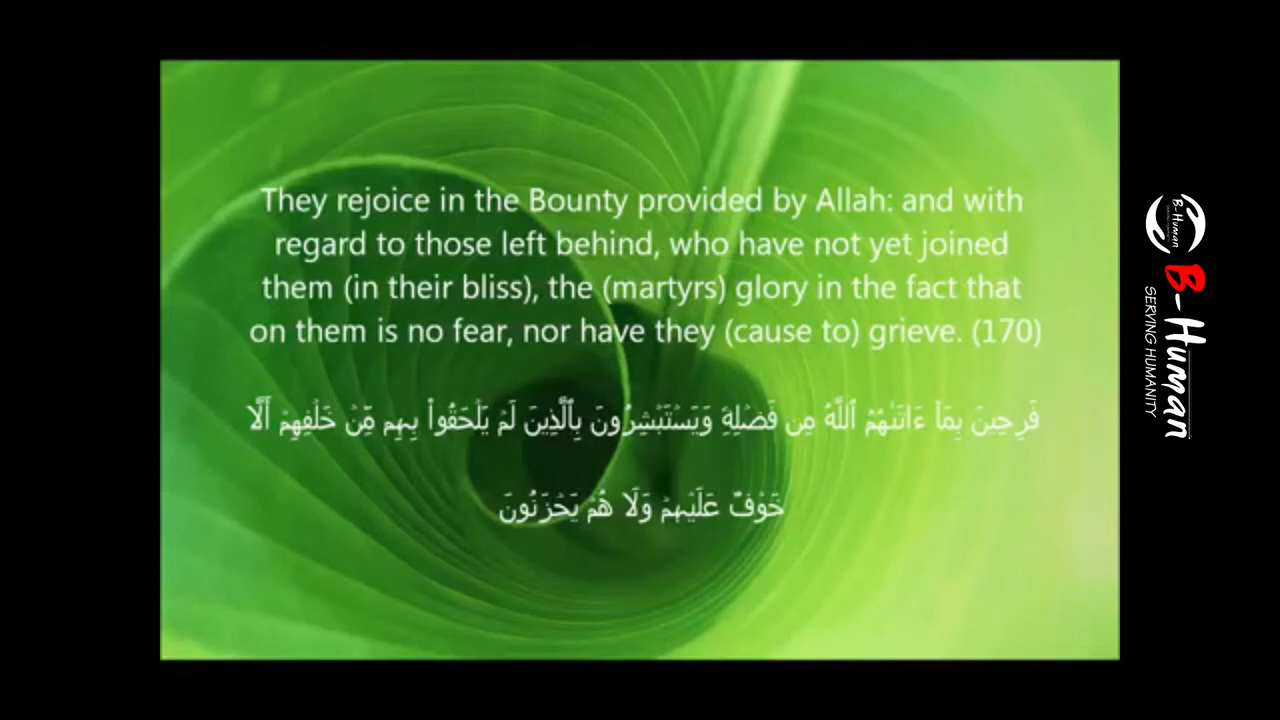 They rejoice in the Bounty provided by Allah: and with
regard to those left behind, who have not yet joined
them (in their bliss), the (martyrs) glory in the fact that
on them is no fear, nor have they (cause to) grieve. (170)
فَرِحِينَ بِمَآ ءَاتَىٰهُمُ ٱللَّهُ مِن فَضْلِهِۦ وَيَسْتَبْشِرُونَ بِٱلَّذِينَ لَمْ يَلْحَقُوا۟ بِهِم مِّنْ خَلْفِهِمْ أَلَّا
خَوْفٌ عَلَيْهِمْ وَلَا هُمْ يَحْزَنُونَ
B-Human
B-Human
SERVING HUMANITY